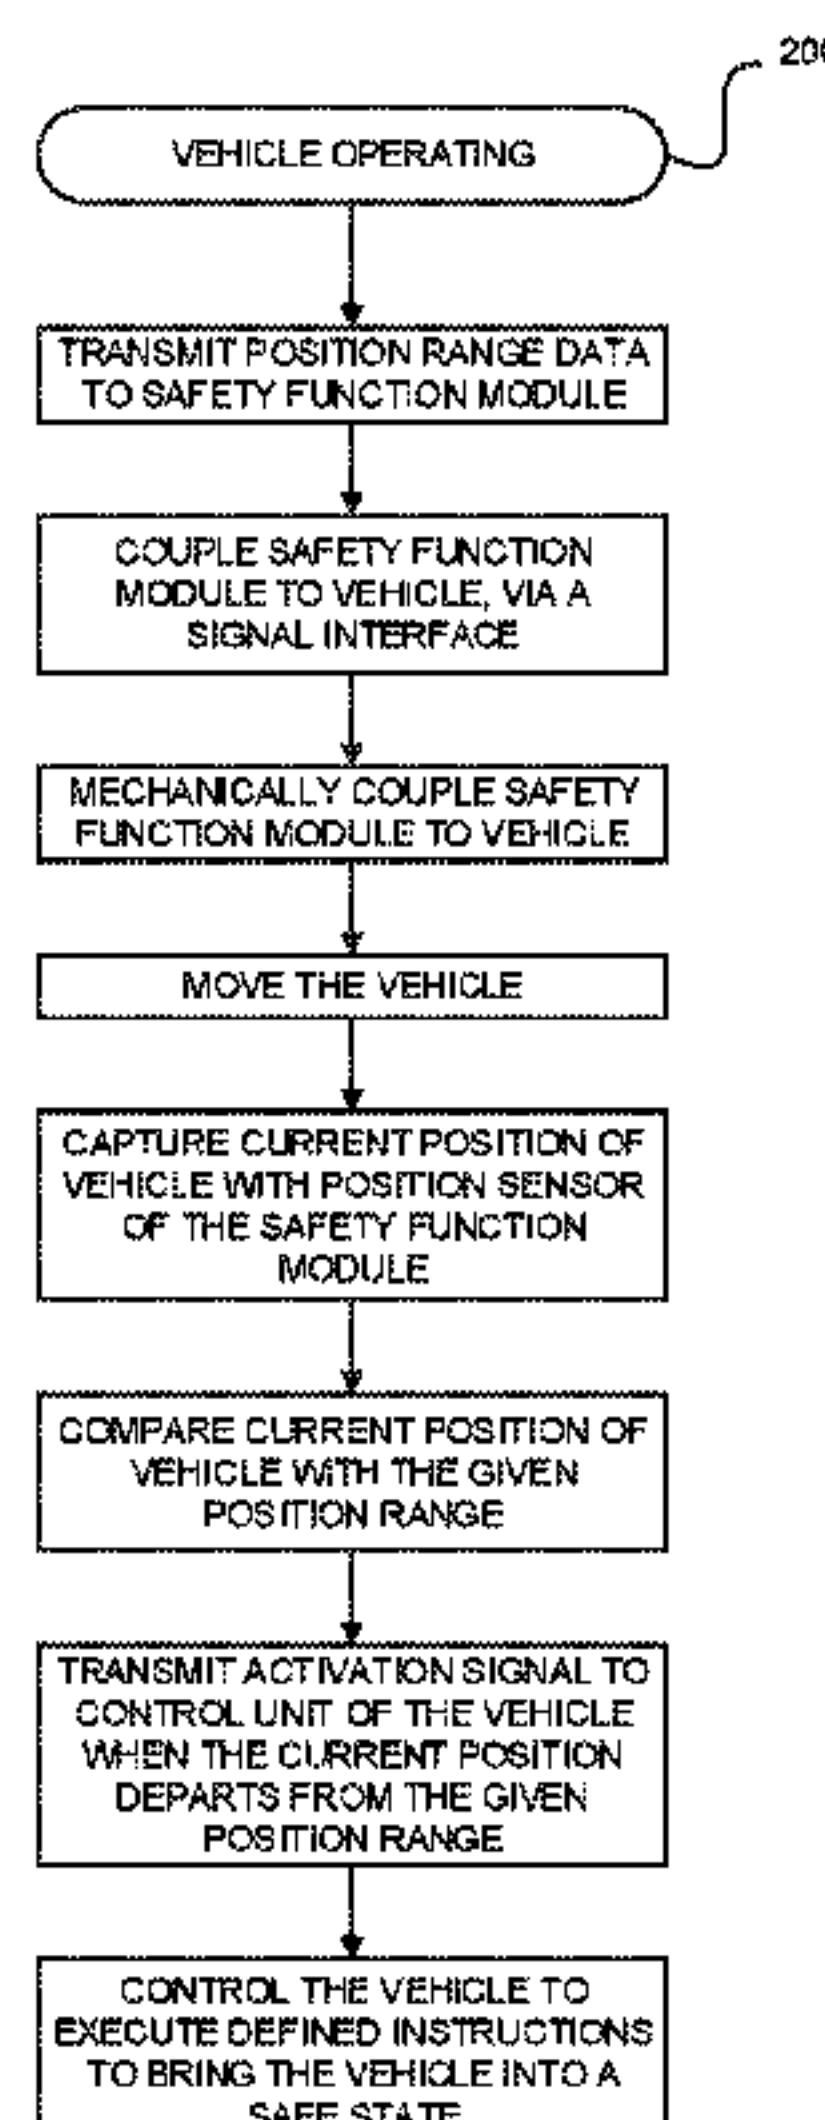 VEHICLE OPERATING
TRANSMIT POSITION RANGE DATA
TO SAFETY FUNCTION MODULE
COUPLE SAFETY FUNCTION
MODULE TO VEHICLE, VIA A
SIGNAL INTERFACE
MECHANICALLY COUPLE SAFETY
FUNCTION MODULE TO VEHICLE
MOVE THE VEHICLE
CAPTURE CURRENT POSITION OF
VEHICLE WITH POSITION SENSOR
OF THE SAFETY FUNCTION
MODULE
COMPARE CURRENT POSITION OF
VEHICLE WITH THE GIVEN
POSITION RANGE
TRANSMIT ACTIVATION SIGNAL TO
CONTROL UNIT OF THE VEHICLE
WHEN THE CURRENT POSITION
DEPARTS FROM THE GIVEN
POSITION RANGE
CONTROL THE VEHICLE TO
EXECUTE DEFINED INSTRUCTIONS
TO BRING THE VEHICLE INTO A
SAFE STATE